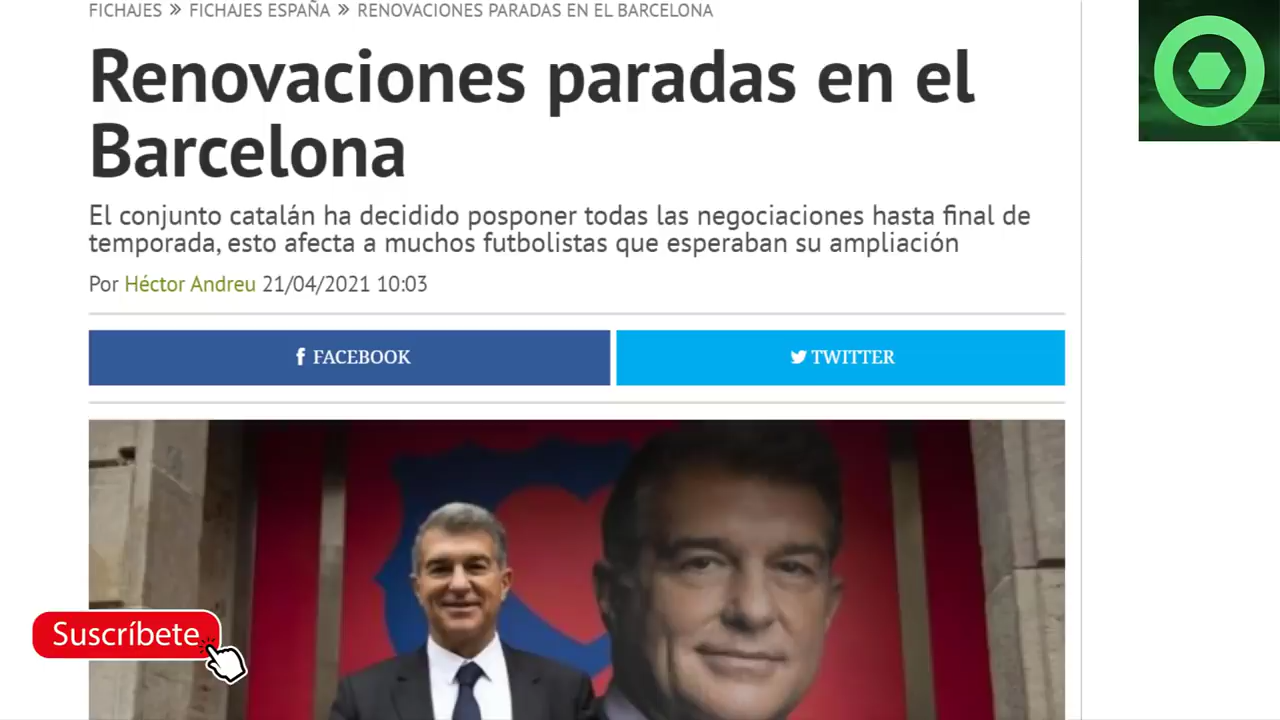 FICHAJES » FICHAJES ESPAÑA » RENOVACIONES PARADAS EN EL BARCELONA
Renovaciones paradas en el
Barcelona
El conjunto catalán ha decidido posponer todas las negociaciones hasta final de
temporada, esto afecta a muchos futbolistas que esperaban su ampliación
Por Héctor Andreu 21/04/2021 10:03
FACEBOOK
TWITTER
Suscríbete